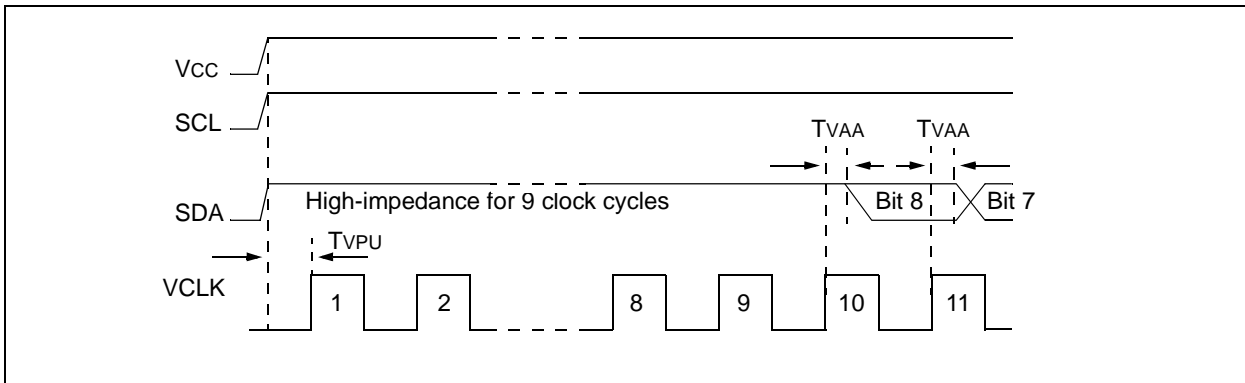 VCC
SCL
TVAA TVAA
SDA
High-impedance for 9 clock cycles
Bit 8
Bit 7
TVPU
VCLK
1 2 8 9 10 11